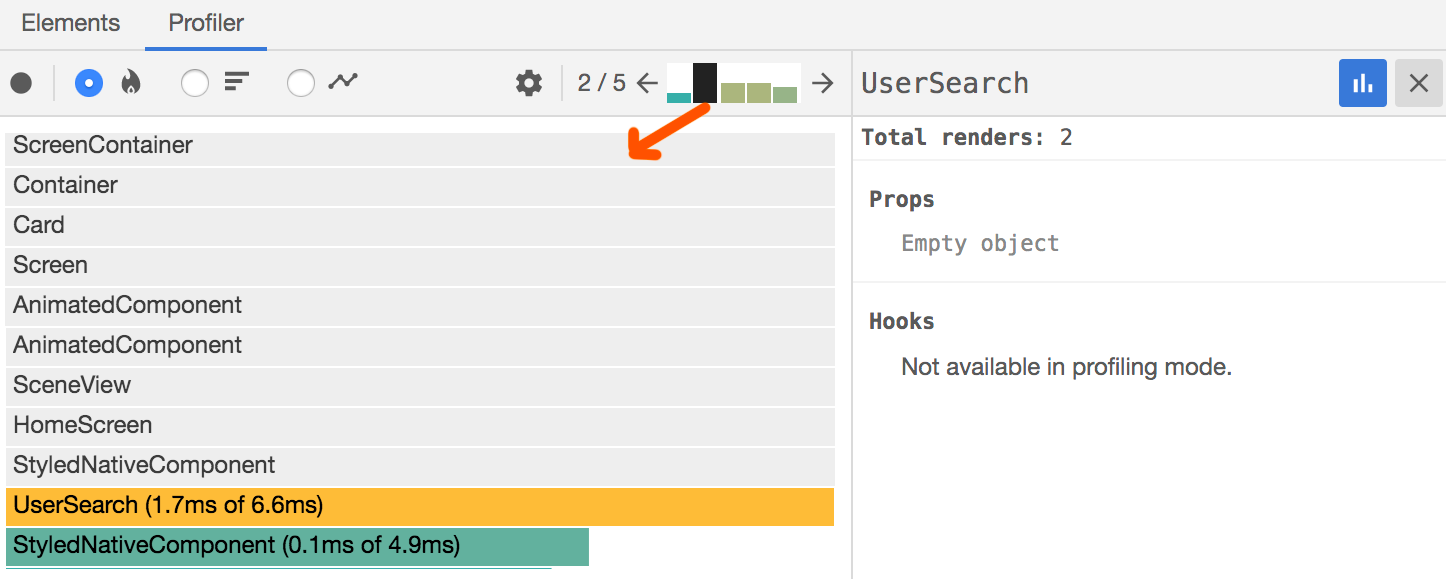 Elements Profiler
2 / 5
UserSearch
Total renders: 2
Props
Empty object
Hooks
Not available in profiling mode.
ScreenContainer
Container
Card
Screen
AnimatedComponent
AnimatedComponent
SceneView
HomeScreen
StyledNativeComponent
UserSearch (1.7ms of 6.6ms)
StyledNativeComponent (0.1ms of 4.9ms)